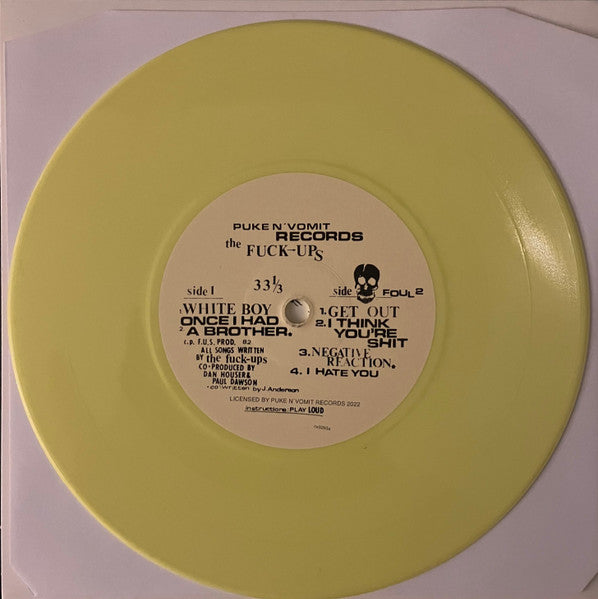 PUKE N'VOMIT
RECORDS
the FUCK-UPS
33 1/3
side 1
1. WHITE BOY
ONCE I HAD
2. A BROTHER.
c.p. F.U.S. PROD. 82
ALL SONGS WRITTEN
BY the fuck-ups
CO-PRODUCED BY
DAN HOUSER &
PAUL DAWSON
• co-written by J. Anderson
side
FOUL 2
1. GET OUT
2. I THINK
YOU'RE
SHIT
3. NEGATIVE
REACTION.
4. I HATE YOU
LICENSED BY PUKE N' VOMIT RECORDS 2022
instructions: PLAY LOUD